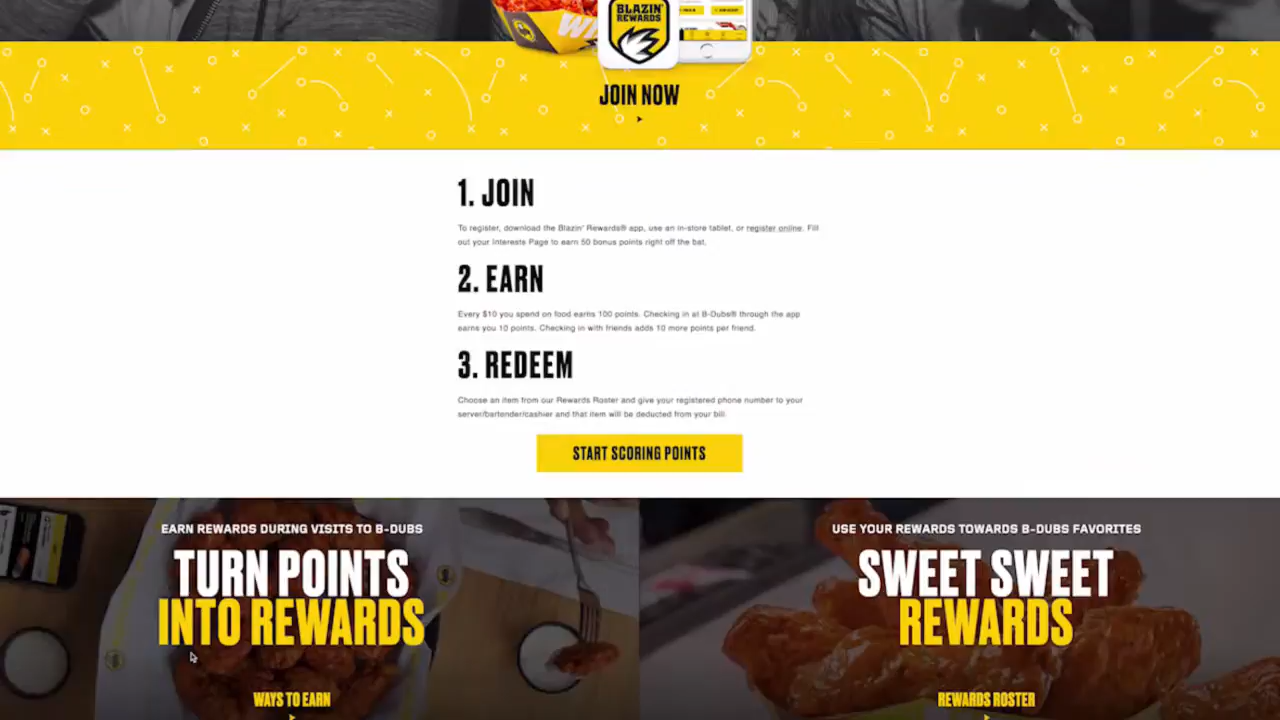 WI
BLAZIN'
REWARDS
JOIN NOW
1. JOIN
To register, download the Blazin' Rewards® app, use an in-store tablet, or register online. Fill
out your Interests Page to earn 50 bonus points right off the bat.
2. EARN
Every $10 you spend on food earns 100 points. Checking in at B-Dubs® through the app
earns you 10 points. Checking in with friends adds 10 more points per friend.
3. REDEEM
Choose an item from our Rewards Roster and give your registered phone number to your
server/bartender/cashier and that item will be deducted from your bill.
START SCORING POINTS
EARN REWARDS DURING VISITS TO B-DUBS
TURN POINTS
INTO REWARDS
WAYS TO EARN
USE YOUR REWARDS TOWARDS B-DUBS FAVORITES
SWEET SWEET
REWARDS
REWARDS ROSTER